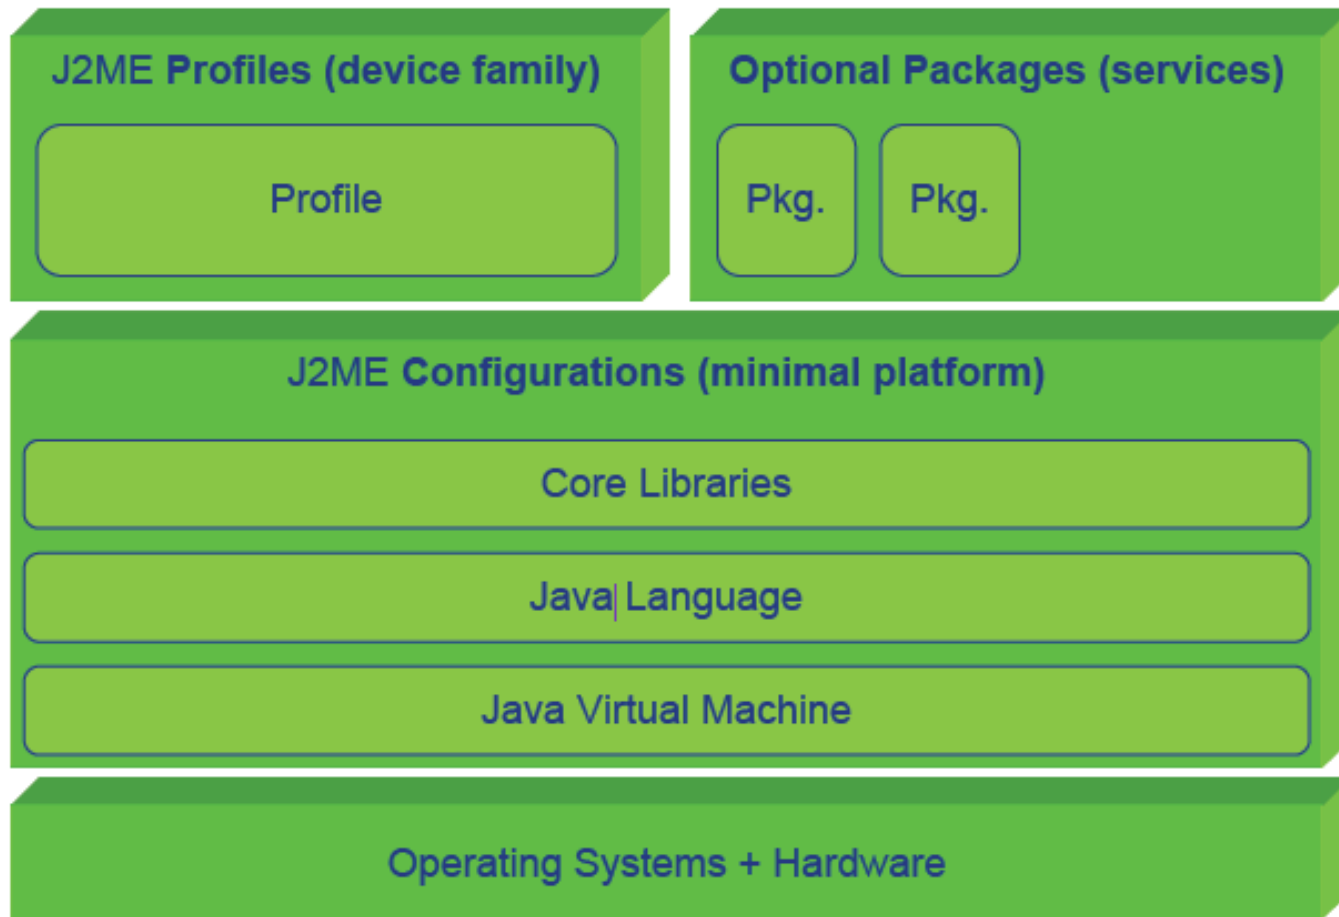 J2ME Profiles (device family)
Profile
Optional Packages (services)
Pkg. Pkg.
J2ME Configurations (minimal platform)
Core Libraries
Java Language
Java Virtual Machine
Operating Systems + Hardware